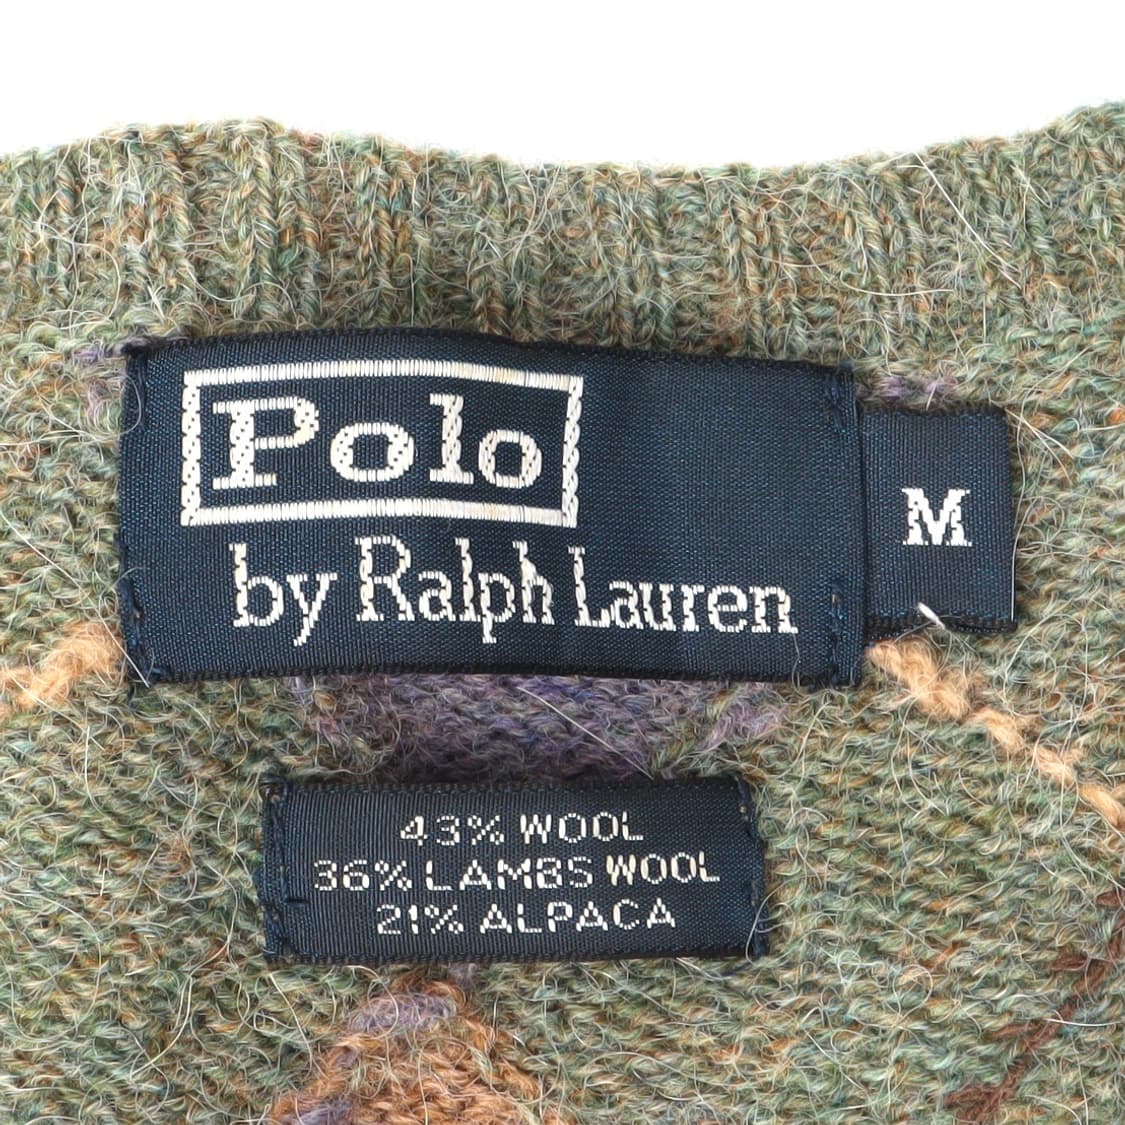 Polo
by Ralph Lauren
M
43% WOOL
36% LAMBS WOOL
21% ALPACA